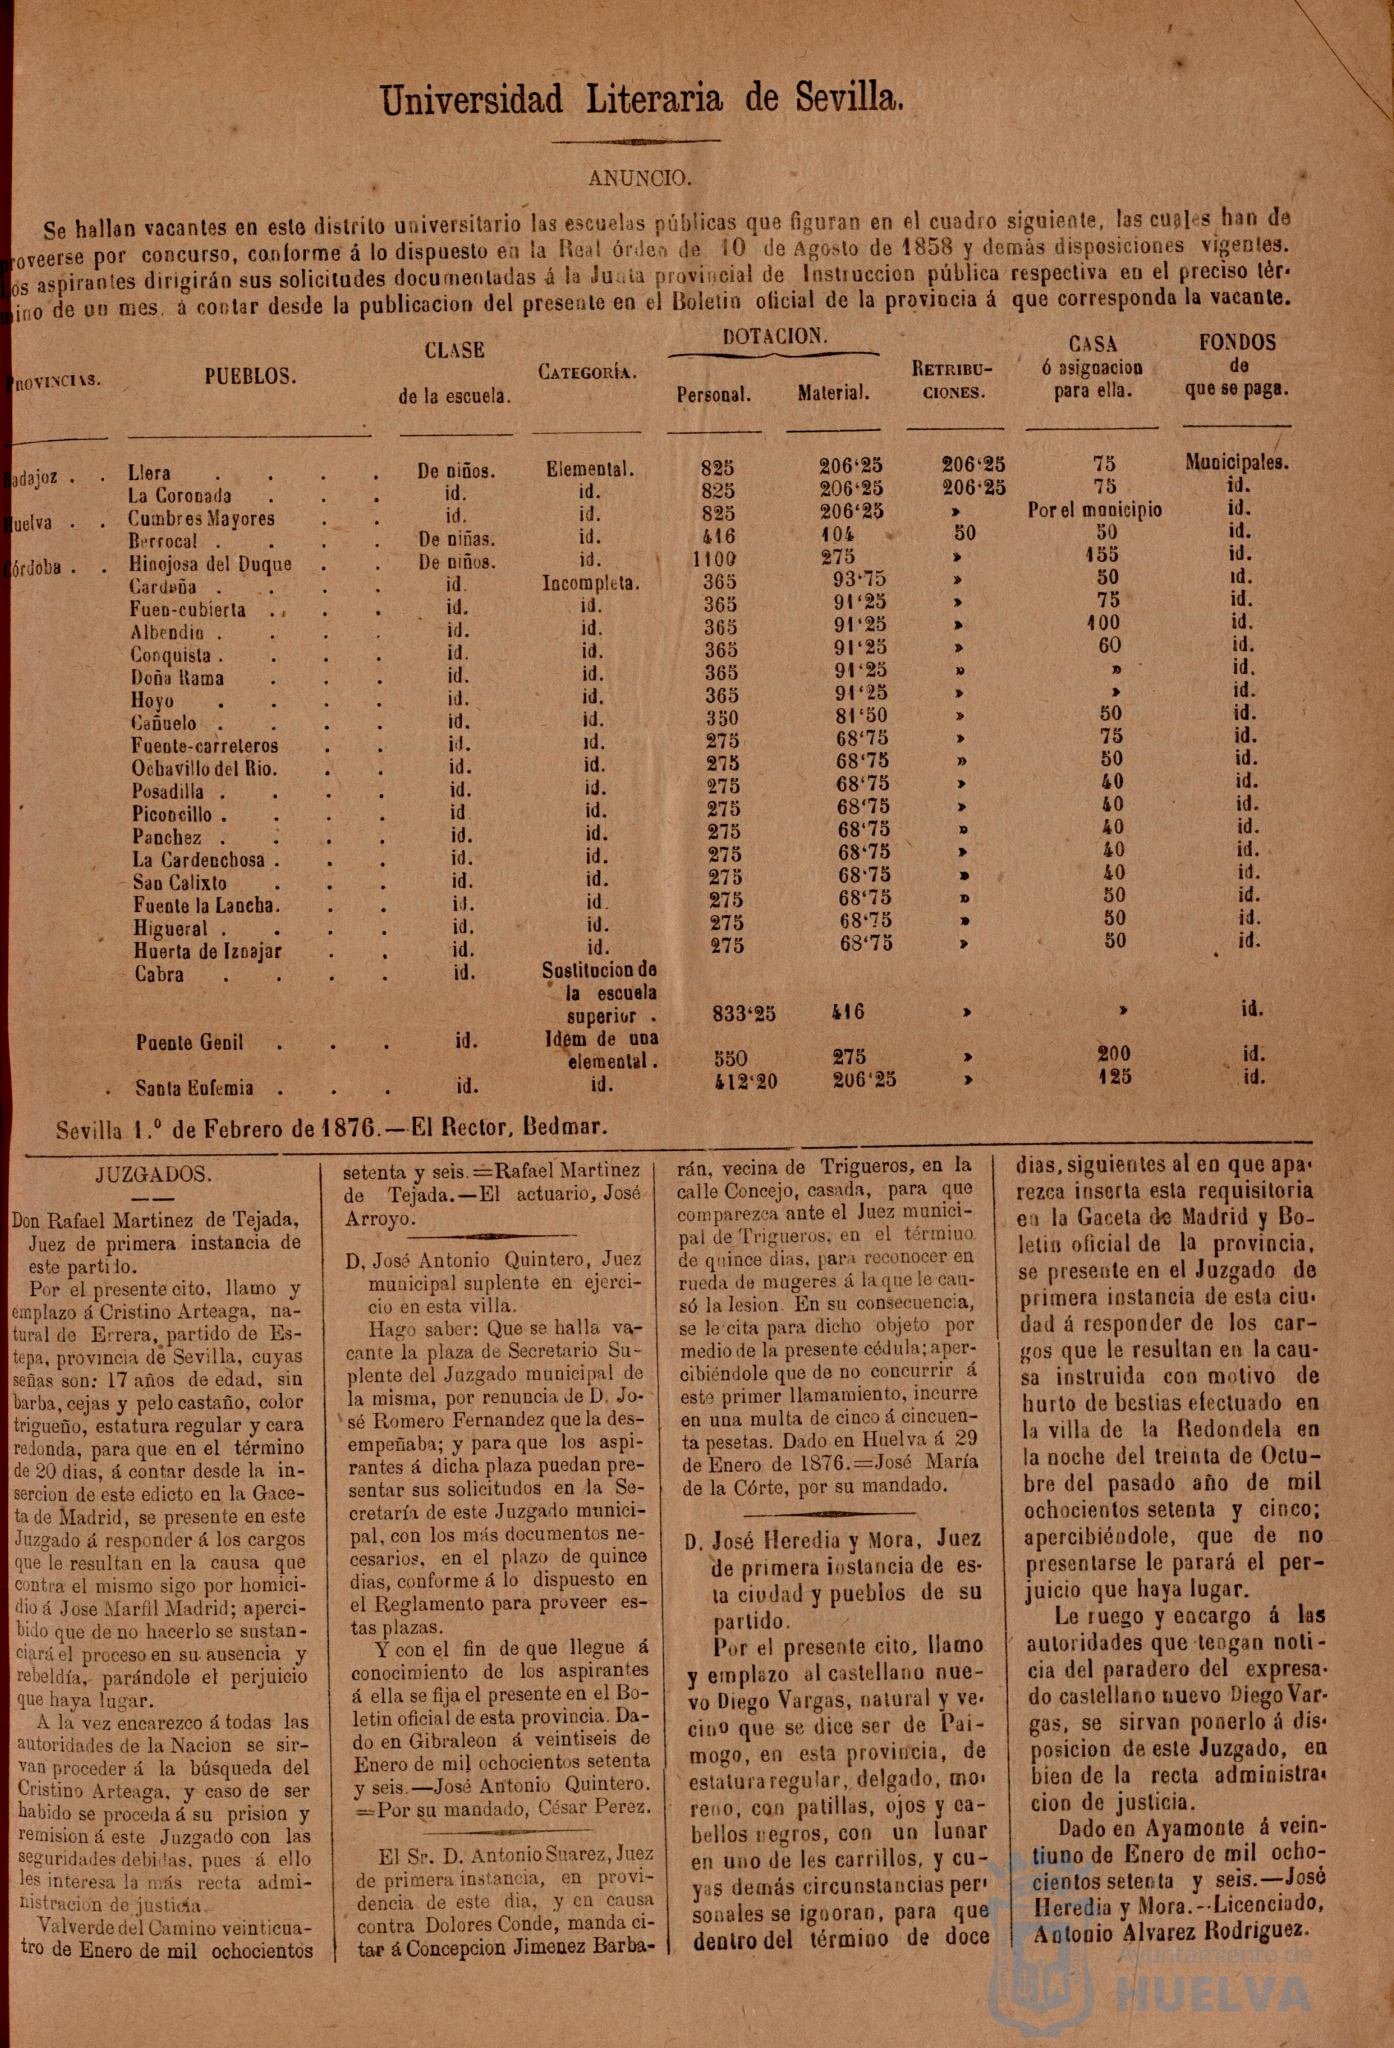 Universidad Literaria de Sevilla.
ANUNCIO.
Se hallan vacantes en este distrito universitario las escuelas públicas que figuran en el cuadro siguiente, las cuales han de
roveerse por concurso, conforme á lo dispuesto en la Real órden de 10 de Agosto de 1858 y demás disposiciones vigentes.
os aspirantes dirigirán sus solicitudes documentadas á la Junta provincial de Instruccion pública respectiva en el preciso tér-
ino de un mes, á contar desde la publicacion del presente en el Boletin oficial de la provincia á que corresponda la vacante.
PROVINCIAS. PUEBLOS. CLASE de la escuela. CATEGORÍA. DOTACION. Personal. Material. RETRIBUCIONES. CASA ó asignacion para ella. FONDOS de que se paga.
adajoz . . Llera . . . . De niños. Elemental. 825 206'25 206'25 75 Municipales.
La Coronada . . . id. id. 825 206'25 206'25 75 id.
Huelva . . Cumbres Mayores . . id. id. 825 206'25 » Por el municipio id.
Berrocal . . . . De niñas. id. 416 104 50 50 id.
Córdoba . . Hinojosa del Duque . . De niños. id. 1100 275 » 155 id.
Cardeña . . . . id. Incompleta. 365 93'75 » 50 id.
Fuen-cubierta . . . id. id. 365 91'25 » 75 id.
Albendin . . . . id. id. 365 91'25 » 100 id.
Conquista . . . . id. id. 365 91'25 » 60 id.
Doña Rama . . . id. id. 365 91'25 » » id.
Hoyo . . . . id. id. 365 91'25 » » id.
Cañuelo . . . . id. id. 350 81'50 » 50 id.
Fuente-carreteros . . id. id. 275 68'75 » 75 id.
Ochavillo del Rio. . . id. id. 275 68'75 » 50 id.
Posadilla . . . . id. id. 275 68'75 » 40 id.
Piconcillo . . . . id id. 275 68'75 » 40 id.
Panchez . . . . id. id. 275 68'75 » 40 id.
La Cardenchosa . . . id. id. 275 68'75 » 40 id.
San Calixto . . . id. id. 275 68'75 » 40 id.
Fuente la Lancha. . . id. id. 275 68'75 » 50 id.
Higueral . . . . id. id. 275 68'75 » 50 id.
Huerta de Iznajar . . id. id. 275 68'75 » 50 id.
Cabra . . . . id. Sustitucion de
la escuela
superior . 833'25 416 » » id.
Puente Genil . . . id. Idem de una
elemental. 550 275 » 200 id.
Santa Eufemia . . . id. id. 412'20 206'25 » 125 id.
Sevilla 1.º de Febrero de 1876.—El Rector, Bedmar.
JUZGADOS.
Don Rafael Martinez de Tejada,
Juez de primera instancia de
este partido.
Por el presente cito, llamo y
emplazo á Cristino Arteaga, na-
tural de Errera, partido de Es-
tepa, provincia de Sevilla, cuyas
señas son: 17 años de edad, sin
barba, cejas y pelo castaño, color
trigueño, estatura regular y cara
redonda, para que en el término
de 20 dias, á contar desde la in-
sercion de este edicto en la Gace-
ta de Madrid, se presente en este
Juzgado á responder á los cargos
que le resultan en la causa que
contra el mismo sigo por homici-
dio á Jose Marfil Madrid; aperci-
bido que de no hacerlo se sustan-
ciará el proceso en su ausencia y
rebeldía, parándole el perjuicio
que haya lugar.
A la vez encarezco á todas las
autoridades de la Nacion se sir-
van proceder á la búsqueda del
Cristino Arteaga, y caso de ser
habido se proceda á su prision y
remision á este Juzgado con las
seguridades debidas, pues á ello
les interesa la más recta admi-
nistracion de justicia.
Valverde del Camino veinticua-
tro de Enero de mil ochocientos
setenta y seis.=Rafael Martinez
de Tejada.—El actuario, José
Arroyo.
D. José Antonio Quintero, Juez
municipal suplente en ejerci-
cio en esta villa.
Hago saber: Que se halla va-
cante la plaza de Secretario Su-
plente del Juzgado municipal de
la misma, por renuncia de D. Jo-
sé Romero Fernandez que la des-
empeñaba; y para que los aspi-
rantes á dicha plaza puedan pre-
sentar sus solicitudos en la Se-
cretaría de este Juzgado munici-
pal, con los más documentos ne-
cesarios, en el plazo de quince
dias, conforme á lo dispuesto en
el Reglamento para proveer es-
tas plazas.
Y con el fin de que llegue á
conocimiento de los aspirantes
á ella se fija el presente en el Bo-
letin oficial de esta provincia. Da-
do en Gibraleon á veintiseis de
Enero de mil ochocientos setenta
y seis.—José Antonio Quintero.
=Por su mandado, César Perez.
El Sr. D. Antonio Suarez, Juez
de primera instancia, en provi-
dencia de este dia, y en causa
contra Dolores Conde, manda ci-
tar á Concepcion Jimenez Barba-
rán, vecina de Trigueros, en la
calle Concejo, casada, para que
comparezca ante el Juez munici-
pal de Trigueros, en el término
de quince dias, para reconocer en
rueda de mugeres á la que le cau-
só la lesion. En su consecuencia,
se le cita para dicho objeto por
medio de la presente cédula; aper-
cibiéndole que de no concurrir á
este primer llamamiento, incurre
en una multa de cinco á cincuen-
ta pesetas. Dado en Huelva á 29
de Enero de 1876.=José María
de la Córte, por su mandado.
D. José Heredia y Mora, Juez
de primera instancia de es-
ta ciudad y pueblos de su
partido.
Por el presente cito, llamo
y emplazo al castellano nue-
vo Diego Vargas, natural y ve-
cino que se dice ser de Pai-
mogo, en esta provincia, de
estatura regular, delgado, mo-
reno, con patillas, ojos y ca-
bellos negros, con un lunar
en uno de les carrillos, y cu-
yas demás circunstancias per-
sonales se ignoran, para que
dentro del término de doce
dias, siguientes al en que apa-
rezca inserta esta requisitoria
en la Gaceta de Madrid y Bo-
letin oficial de la provincia,
se presente en el Juzgado de
primera instancia de esta ciu-
dad á responder de los car-
gos que le resultan en la cau-
sa instruida con motivo de
hurto de bestias efectuado en
la villa de la Redondela en
la noche del treinta de Octu-
bre del pasado año de mil
ochocientos setenta y cinco;
apercibiéndole, que de no
presentarse le parará el per-
juicio que haya lugar.
Le ruego y encargo á las
autoridades que tengan noti-
cia del paradero del expresa-
do castellano nuevo Diego Var-
gas, se sirvan ponerlo á dis-
posicion de este Juzgado, en
bien de la recta administra-
cion de justicia.
Dado en Ayamonte á vein-
tiuno de Enero de mil ocho-
cientos setenta y seis.—José
Heredia y Mora.--Licenciado,
Antonio Alvarez Rodriguez.
Ayuntamiento de
HUELVA